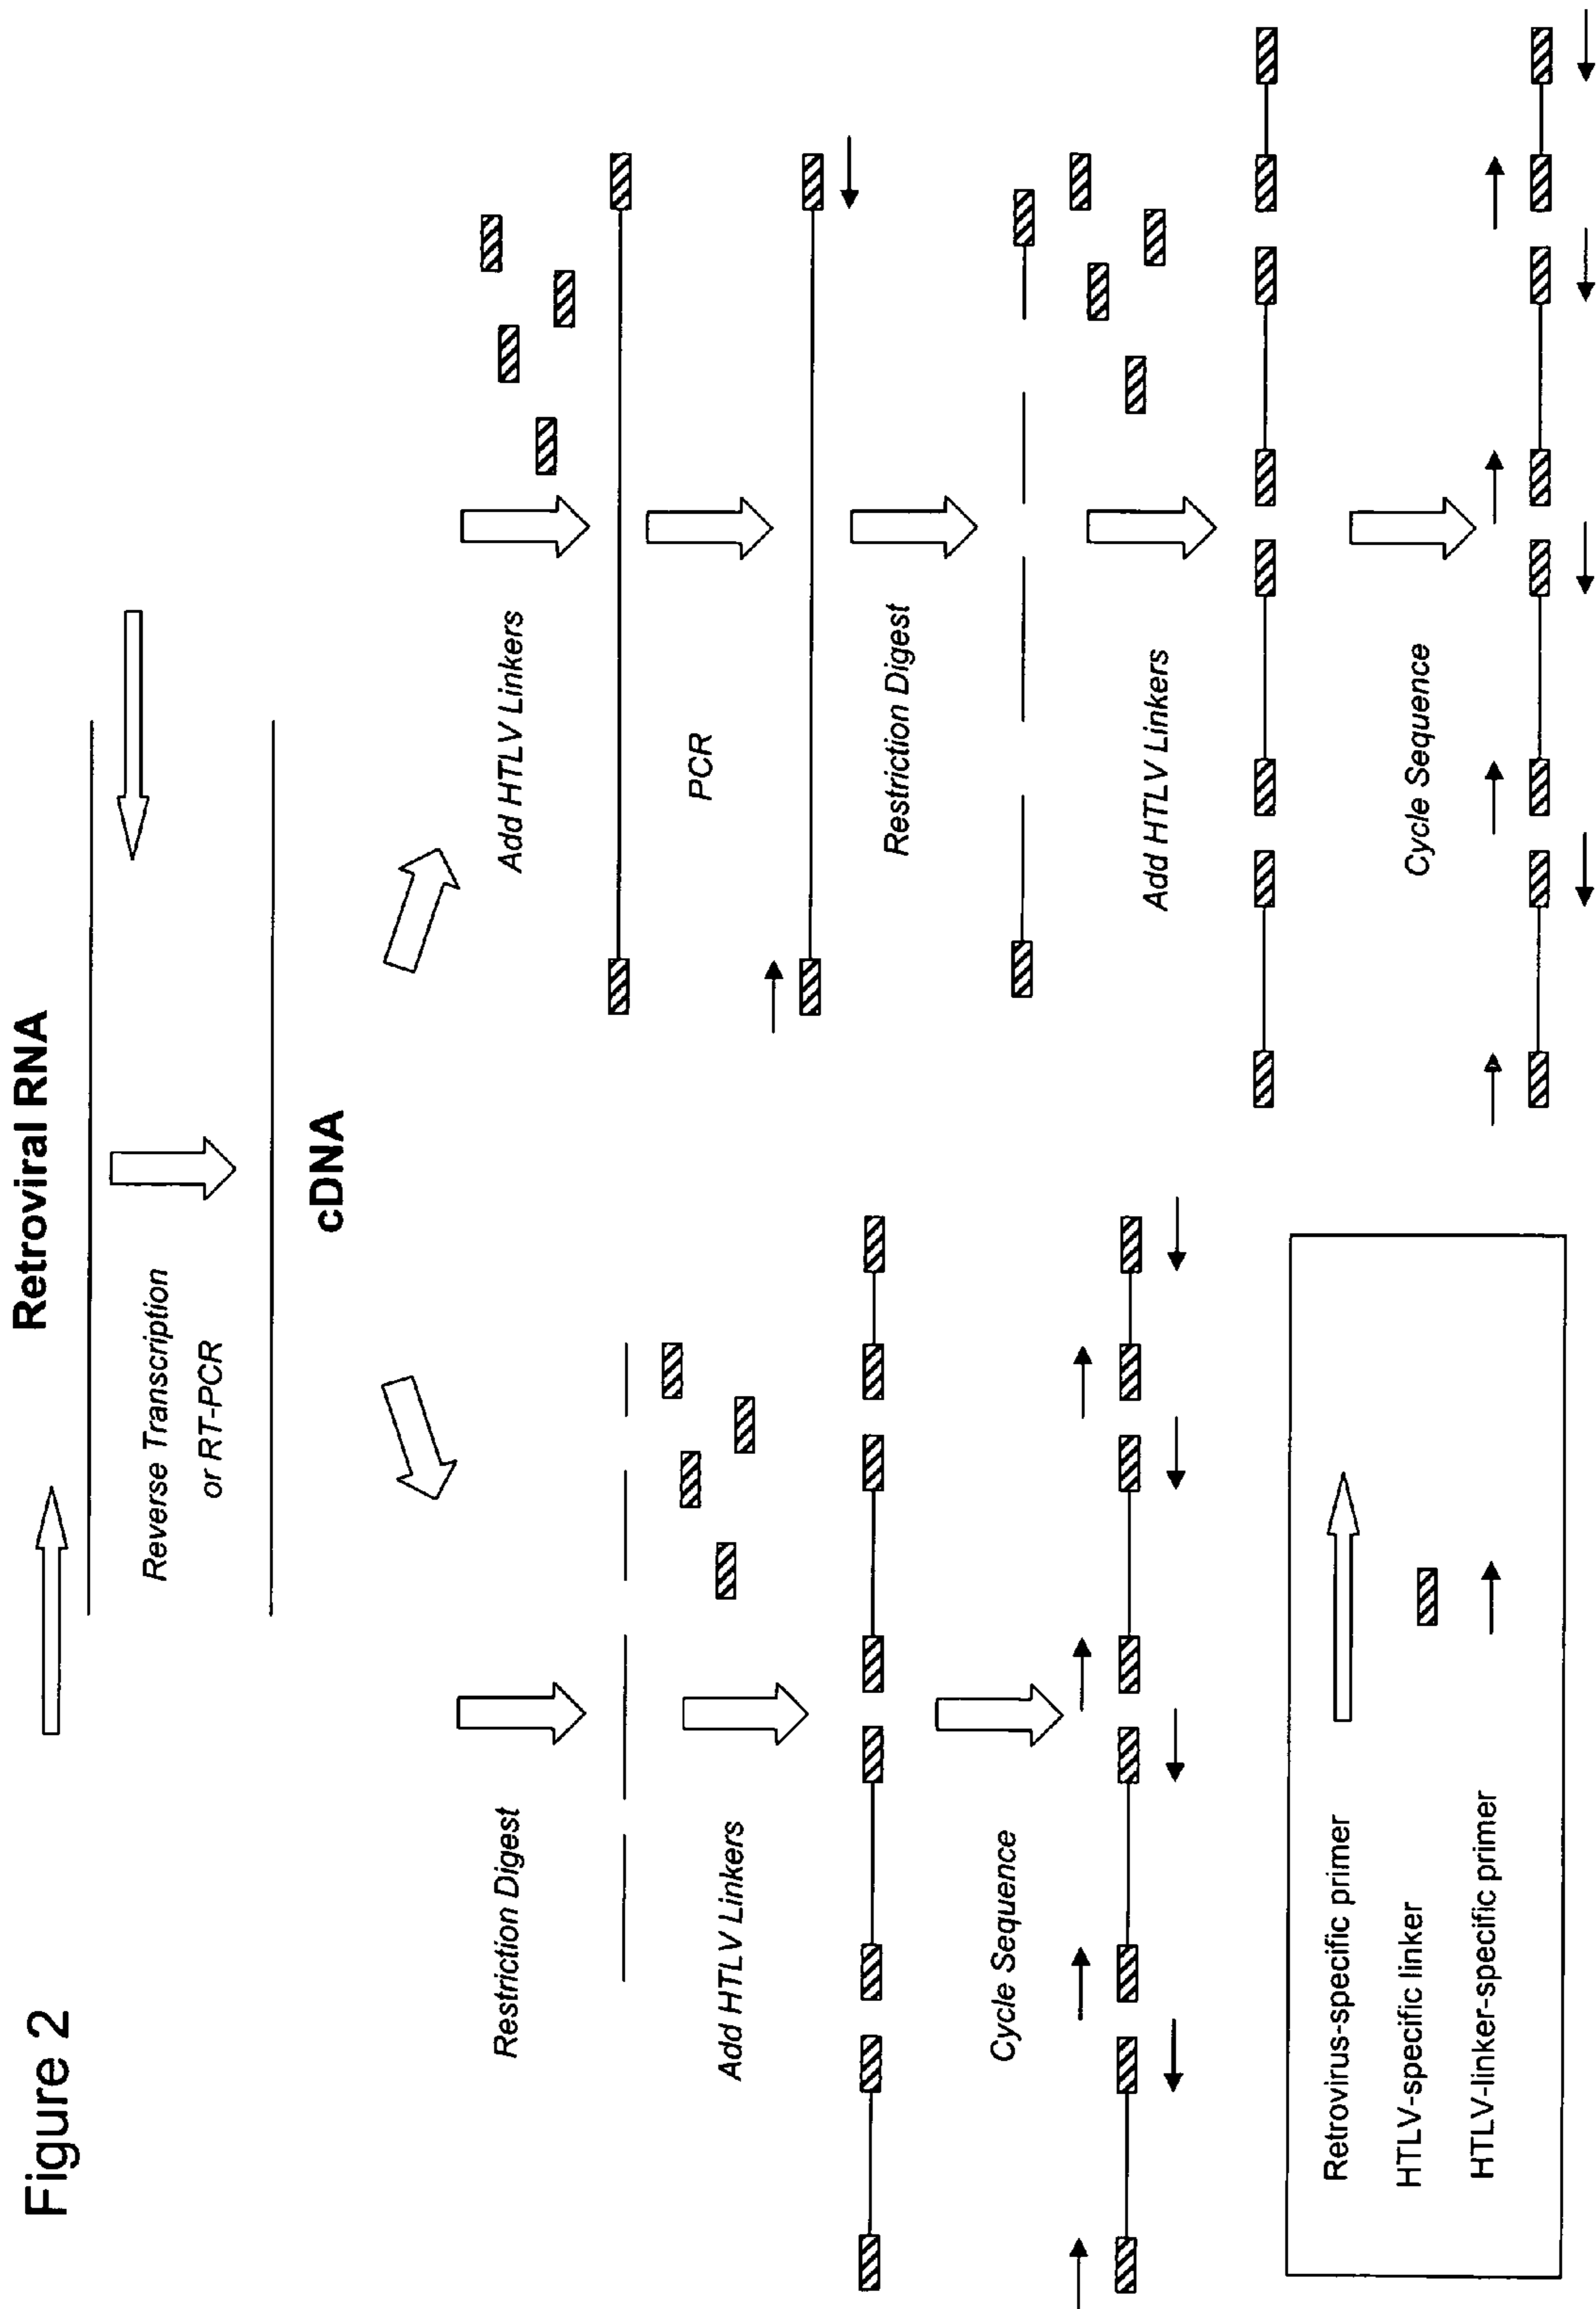 Figure 2
Retroviral RNA
Reverse Transcription
or RT-PCR
cDNA
Restriction Digest
Add HTLV Linkers
Cycle Sequence
Add HTLV Linkers
PCR
Restriction Digest
Add HTLV Linkers
Cycle Sequence
Retrovirus-specific primer
HTLV-specific linker
HTLV-linker-specific primer